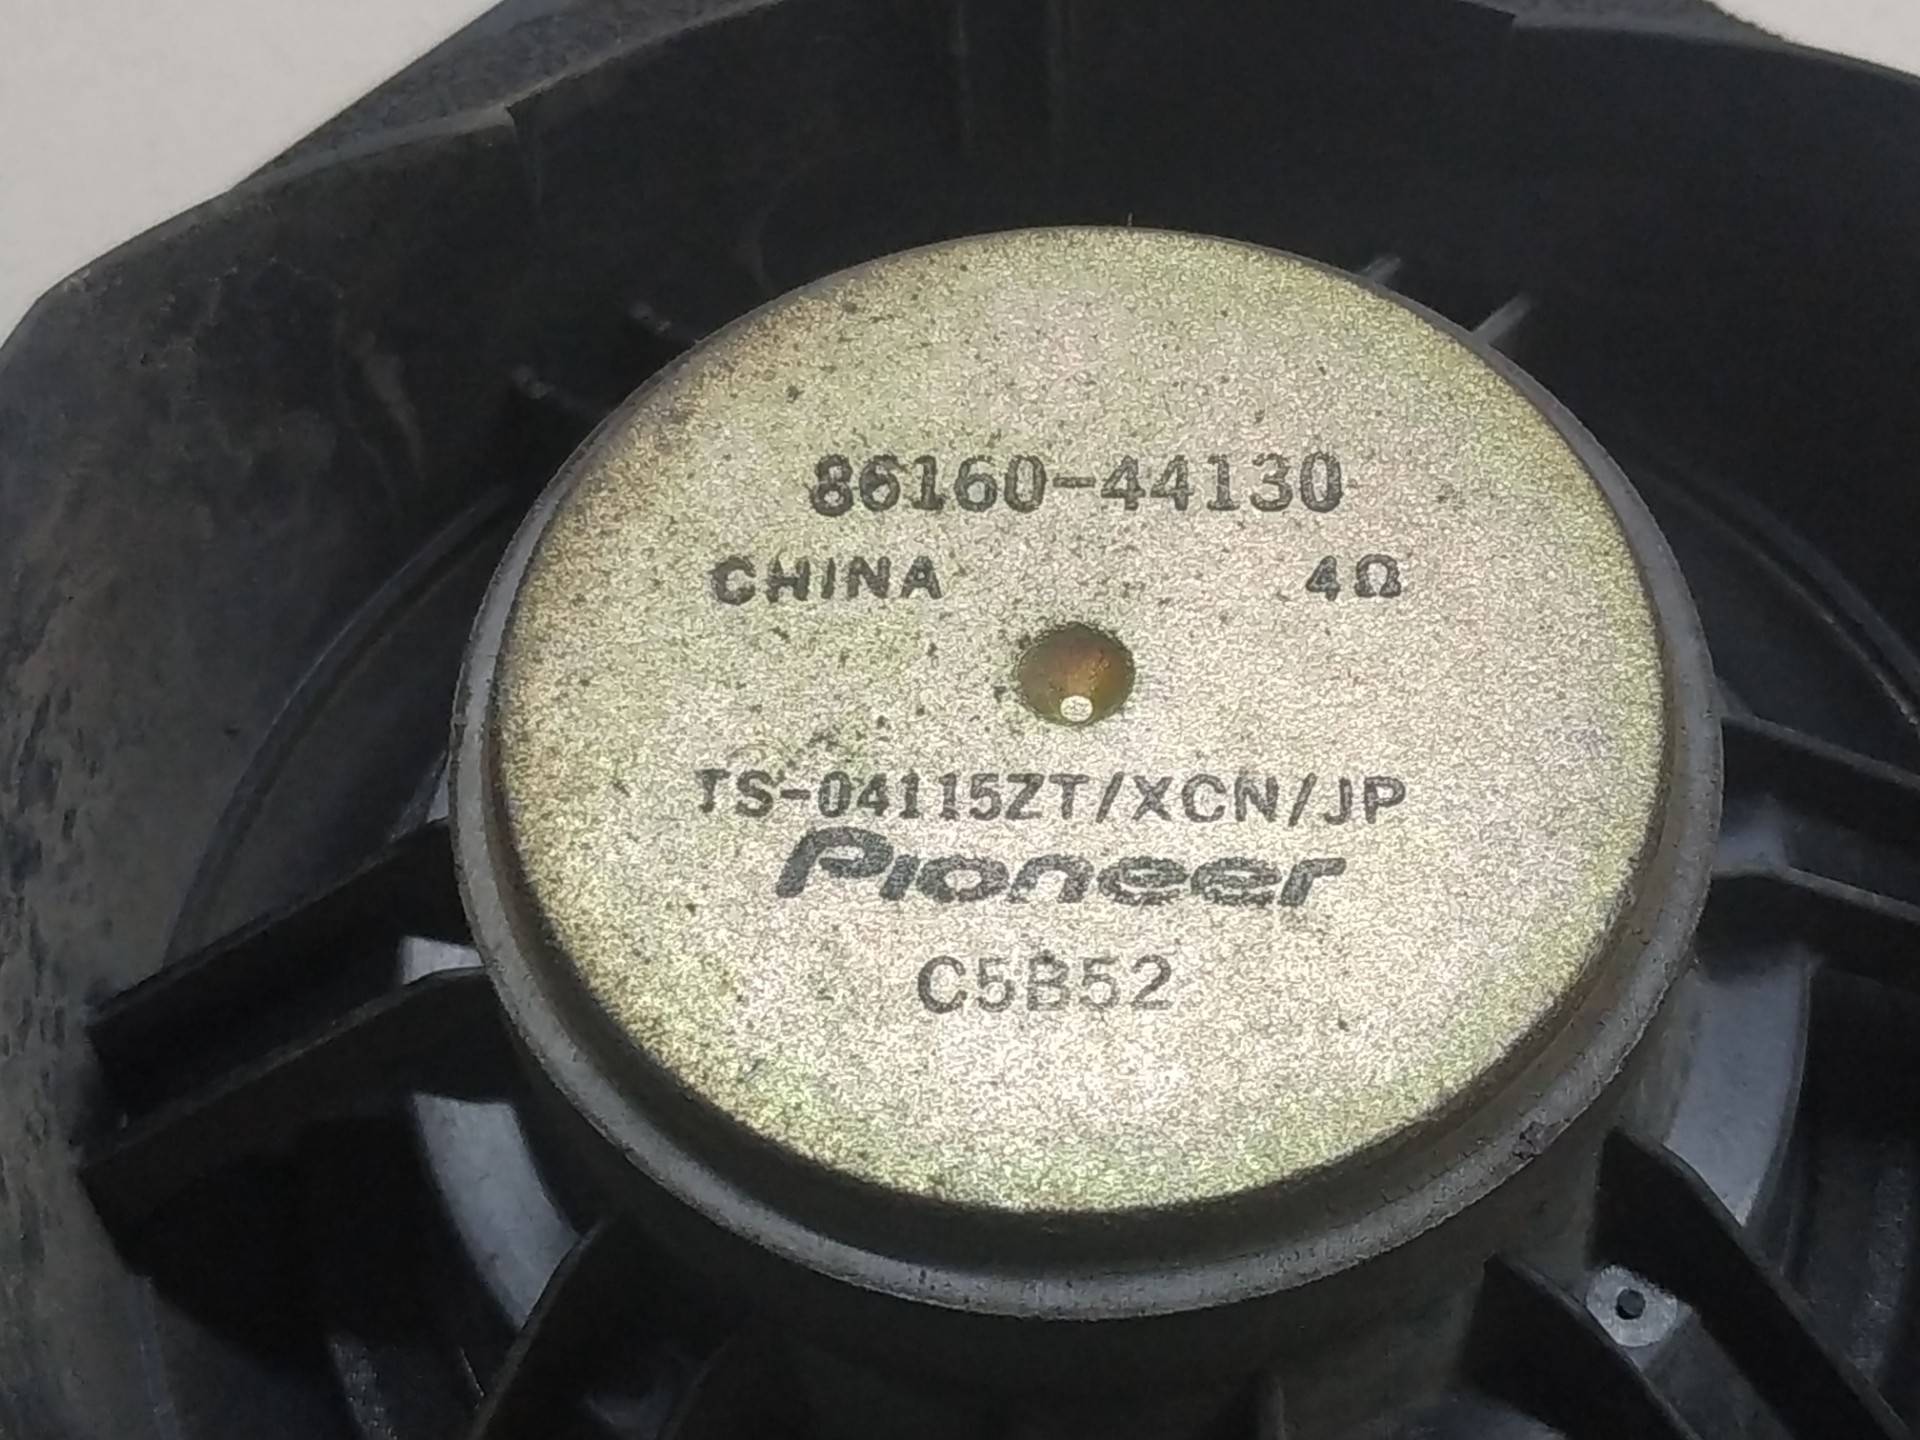 86160-44130
CHINA 4Ω
TS-04115ZT/XCN/JP
Pioneer
C5B52